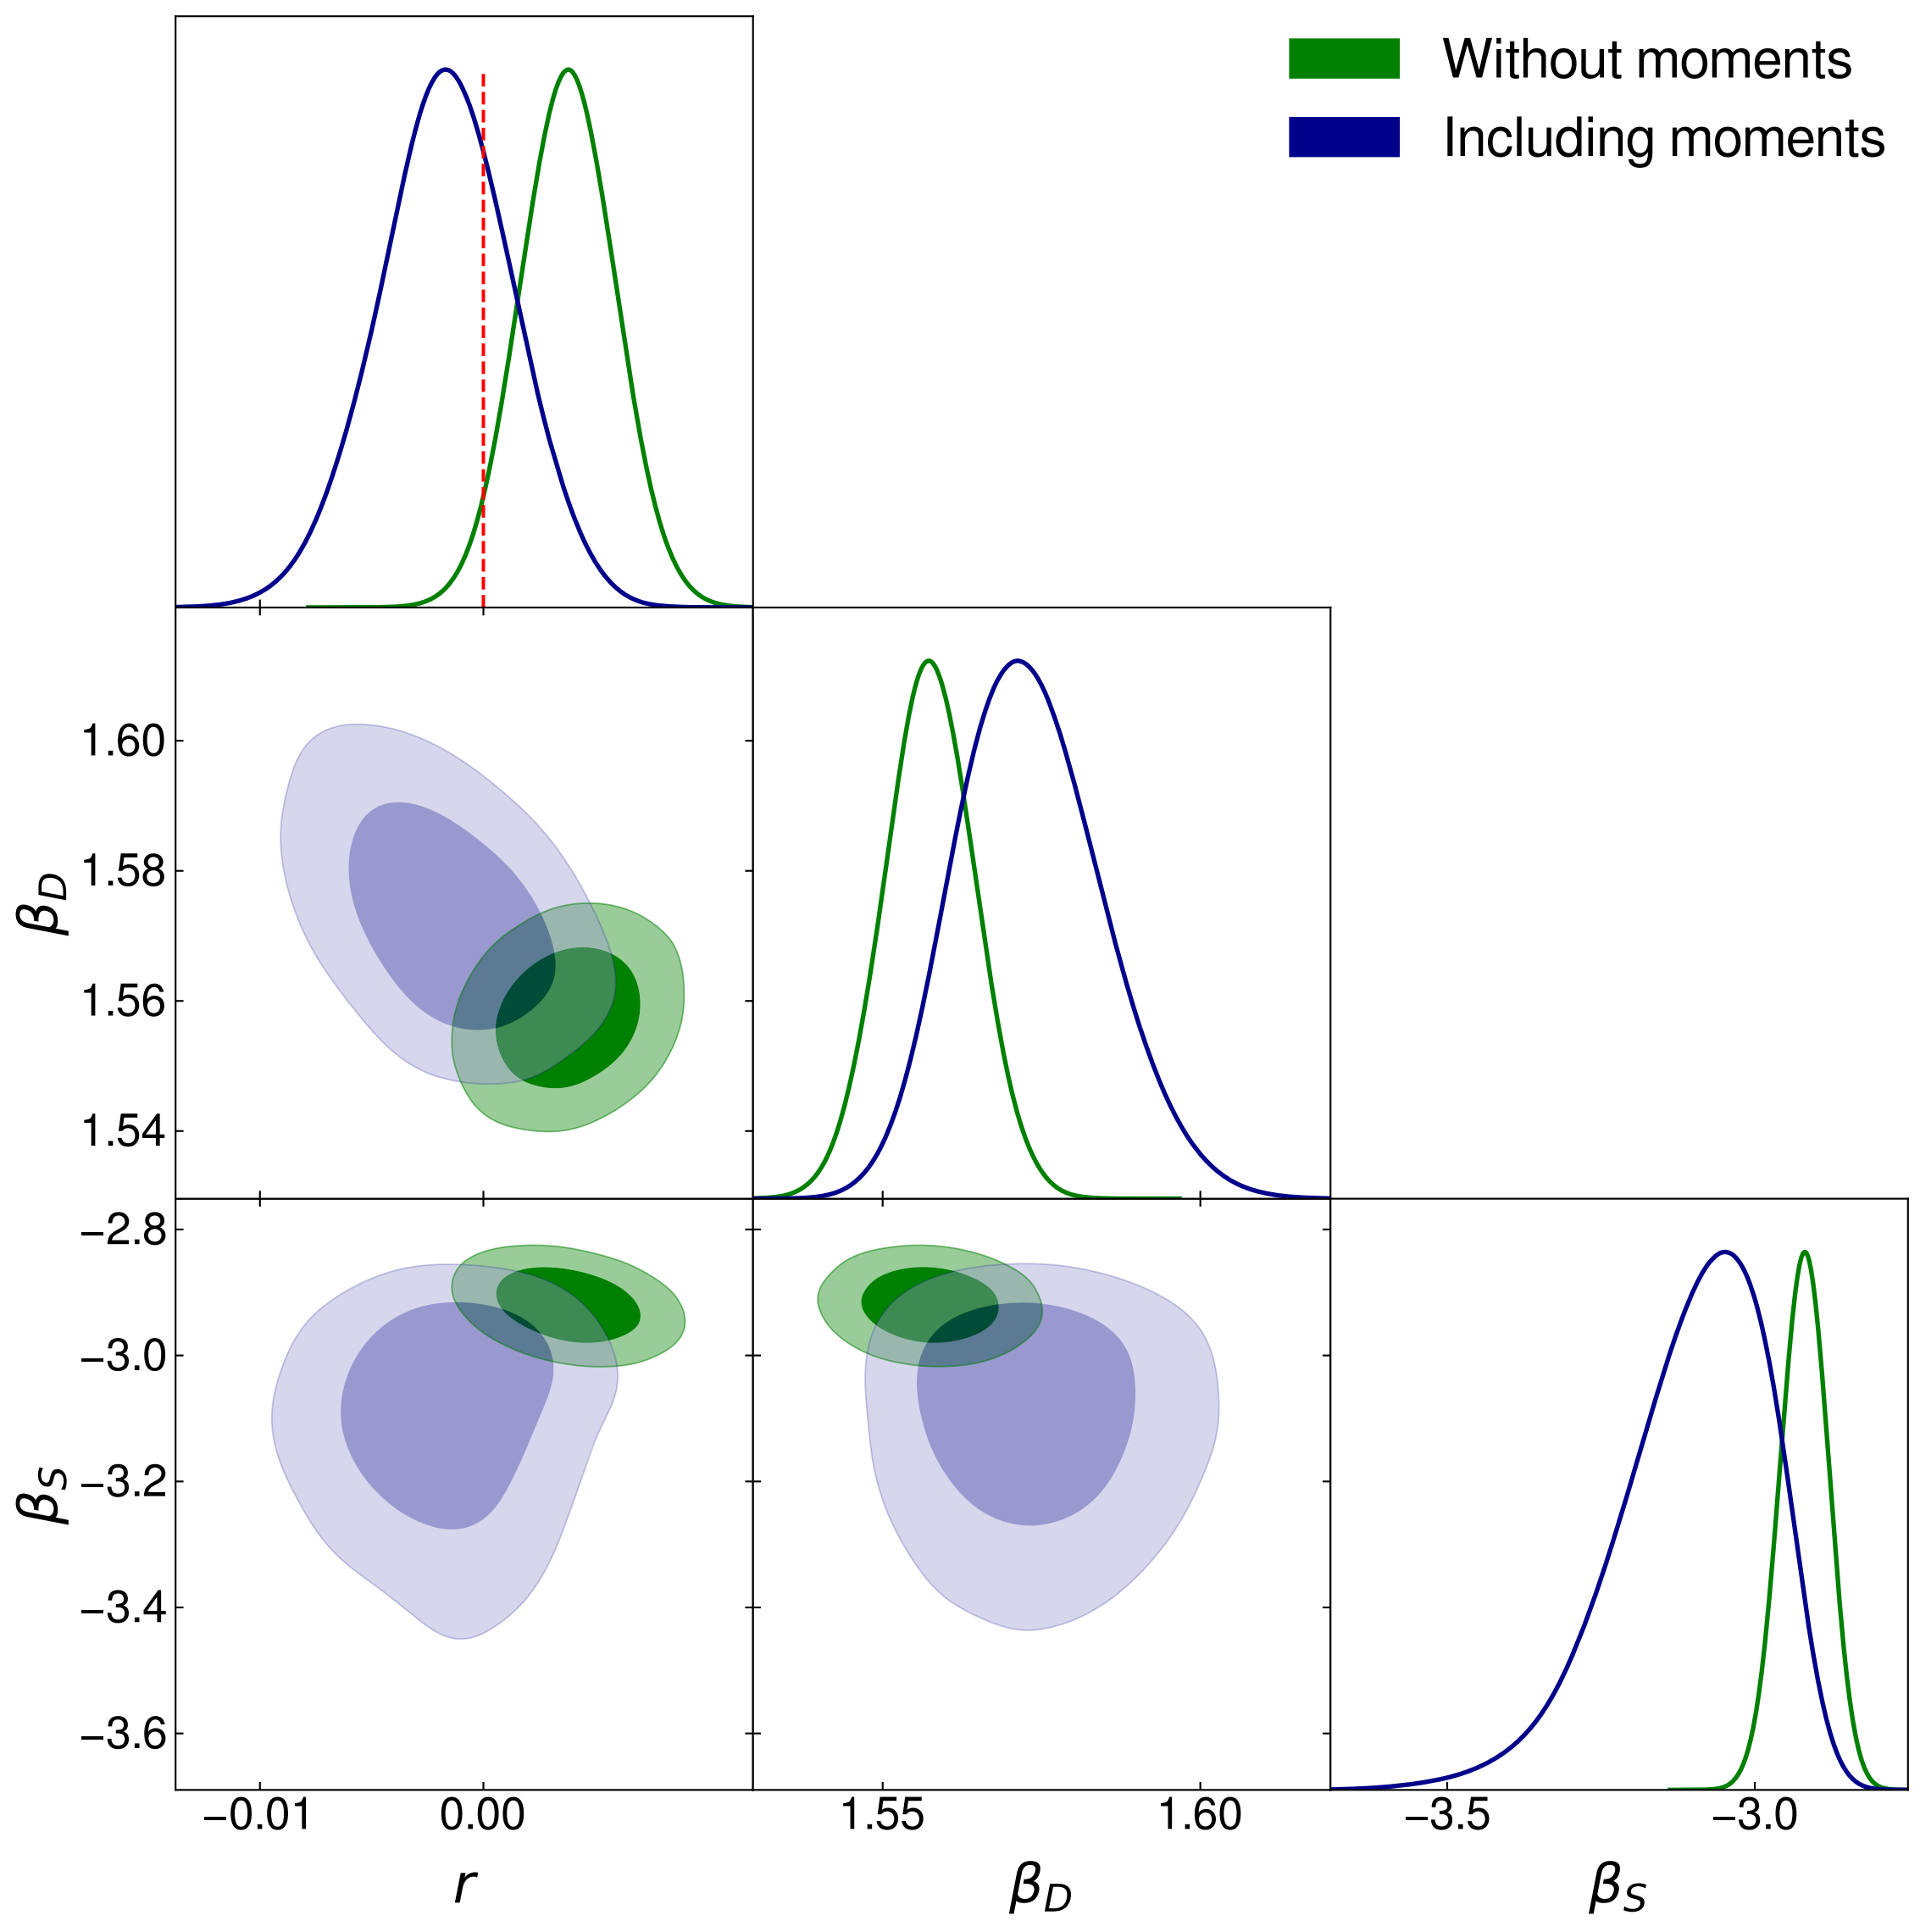 Without moments
Including moments
1.60
1.58
1.56
1.54
β_D
−2.8
−3.0
−3.2
−3.4
−3.6
β_S
−0.01 0.00 1.55 1.60 −3.5 −3.0
r β_D β_S